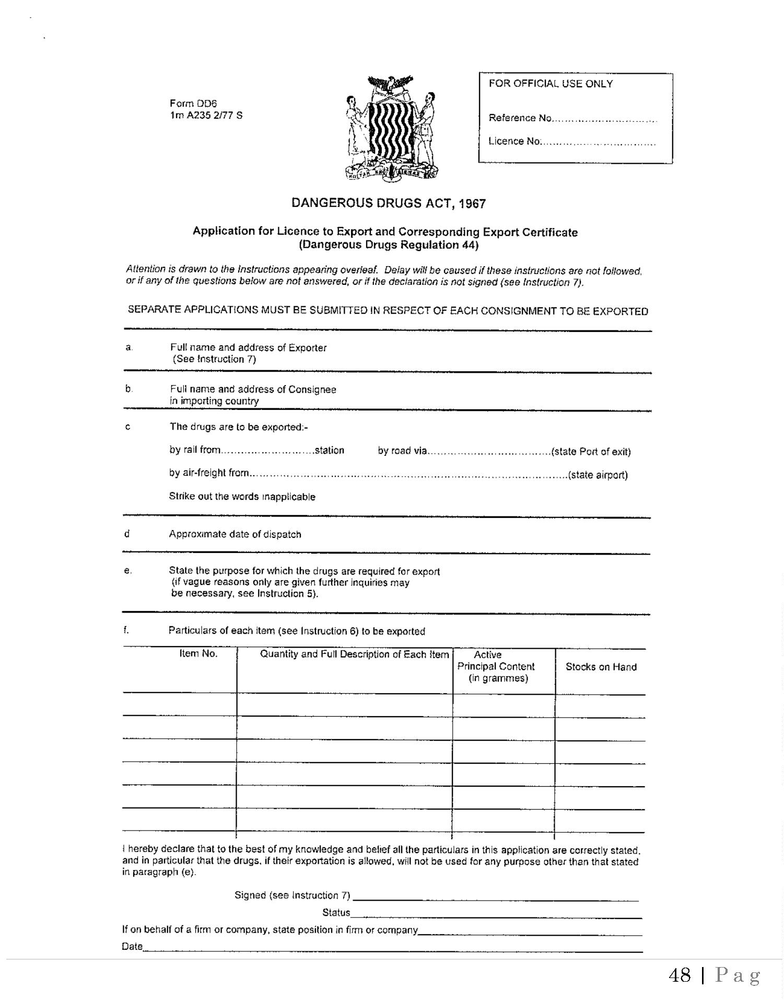 FOR OFFICIAL USE ONLY
Form DD6
1m A235 2/77 S
Reference No.................................
Licence No:...................................
DANGEROUS DRUGS ACT, 1967
Application for Licence to Export and Corresponding Export Certificate
(Dangerous Drugs Regulation 44)
Attention is drawn to the Instructions appearing overleaf. Delay will be caused if these instructions are not followed,
or if any of the questions below are not answered, or if the declaration is not signed (see Instruction 7).
SEPARATE APPLICATIONS MUST BE SUBMITTED IN RESPECT OF EACH CONSIGNMENT TO BE EXPORTED
a. Full name and address of Exporter
(See Instruction 7)
b. Full name and address of Consignee
in importing country
c The drugs are to be exported:-
by rail from.............................station by road via......................................(state Port of exit)
by air-freight from....................................................................................................(state airport)
Strike out the words inapplicable
d Approximate date of dispatch
e. State the purpose for which the drugs are required for export
(if vague reasons only are given further inquiries may
be necessary, see Instruction 5).
f. Particulars of each item (see Instruction 6) to be exported
Item No. Quantity and Full Description of Each Item Active
Principal Content Stocks on Hand
(in grammes)
I hereby declare that to the best of my knowledge and belief all the particulars in this application are correctly stated,
and in particular that the drugs, if their exportation is allowed, will not be used for any purpose other than that stated
in paragraph (e).
Signed (see Instruction 7)
Status
If on behalf of a firm or company, state position in firm or company
Date
48 | P a g